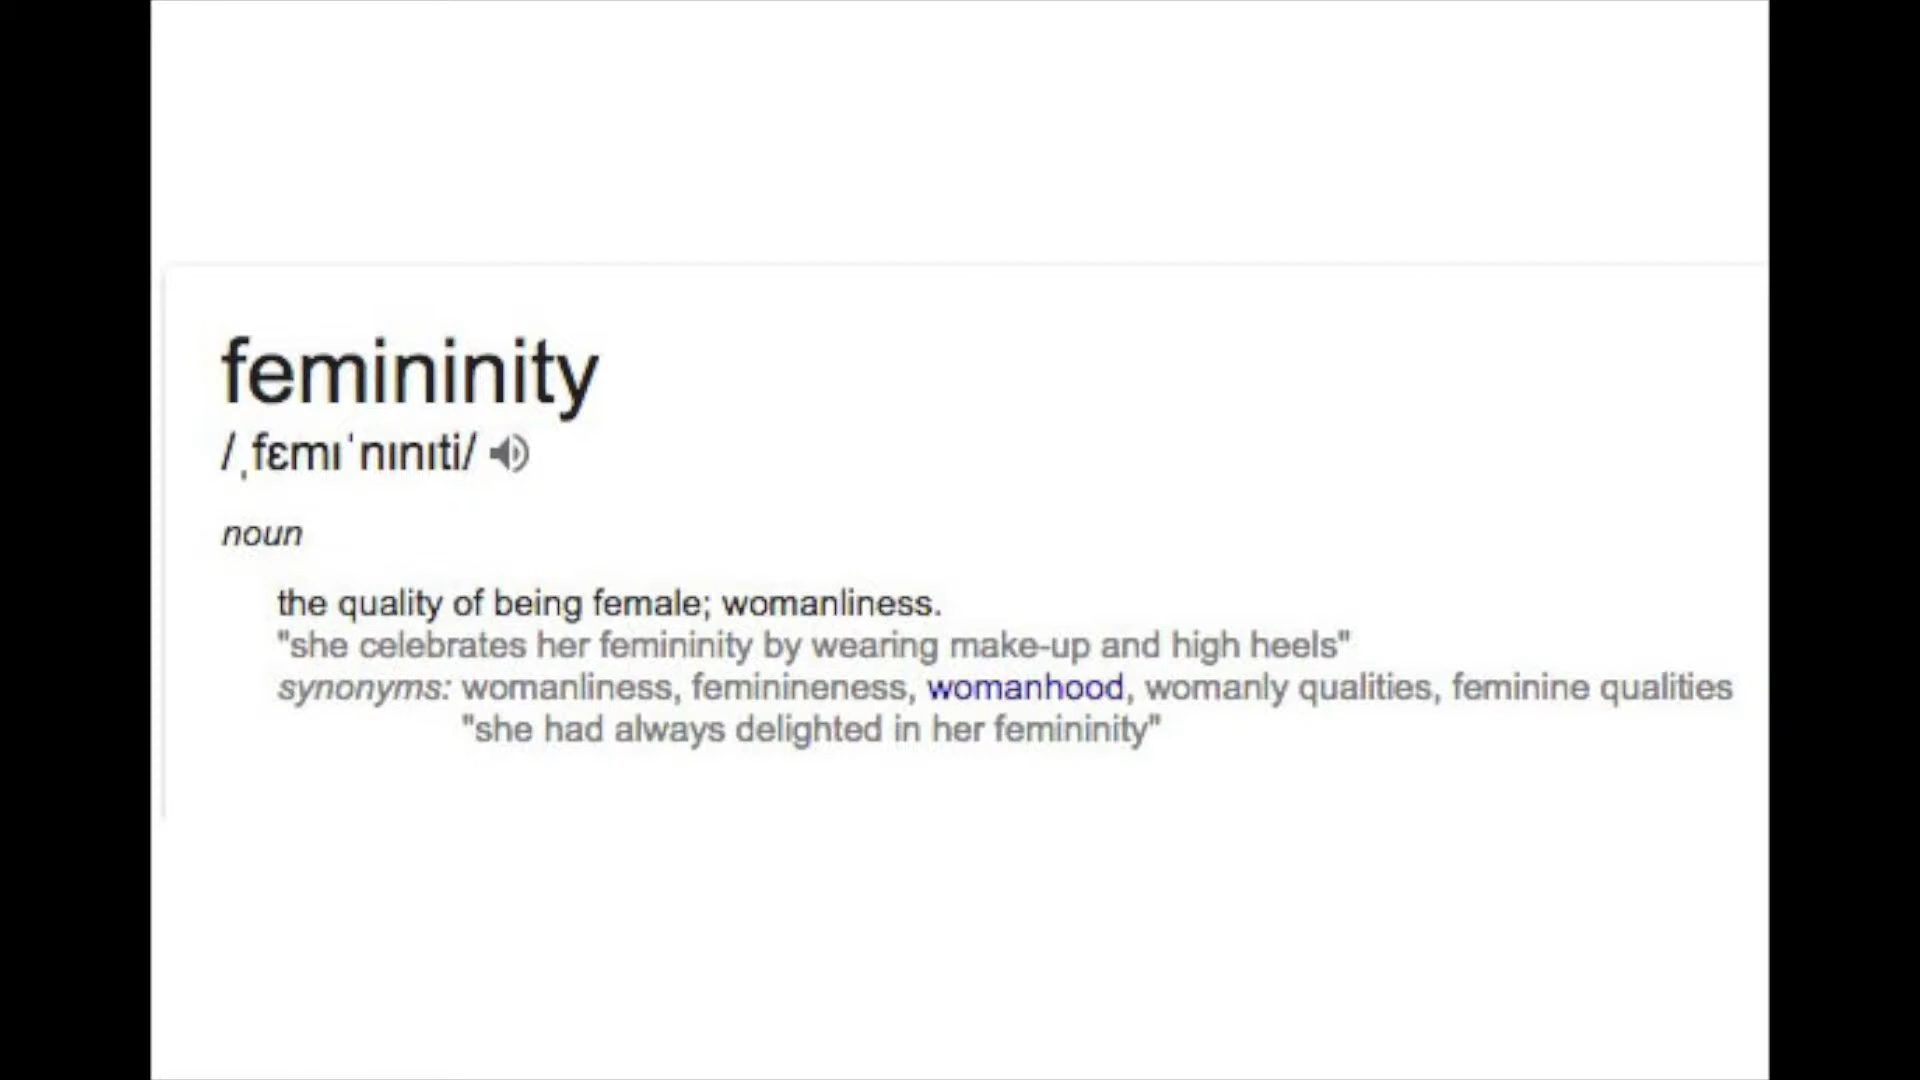 femininity
/ˌfɛmɪˈnɪnɪti/
noun
the quality of being female; womanliness.
"she celebrates her femininity by wearing make-up and high heels"
synonyms: womanliness, feminineness, womanhood, womanly qualities, feminine qualities
"she had always delighted in her femininity"